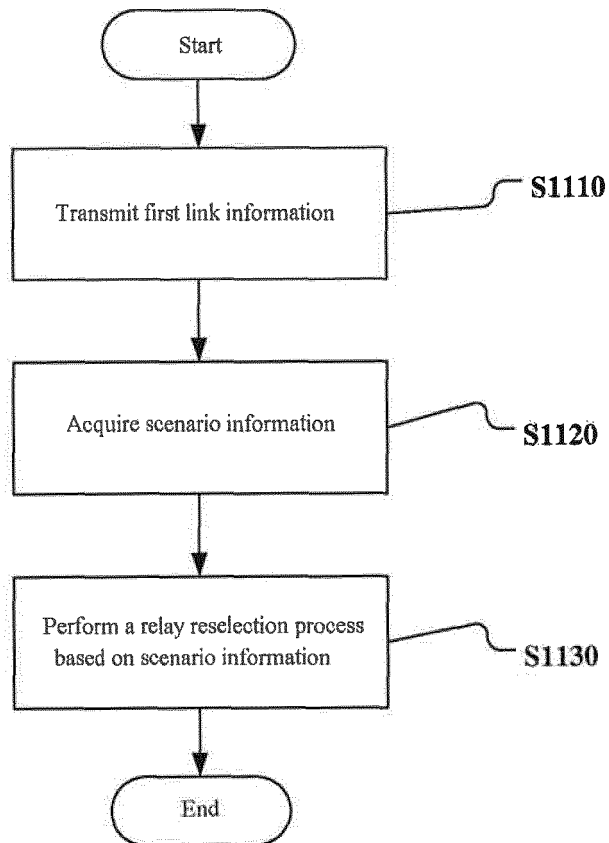 Start
Transmit first link information
S1110
Acquire scenario information
S1120
Perform a relay reselection process
based on scenario information
S1130
End